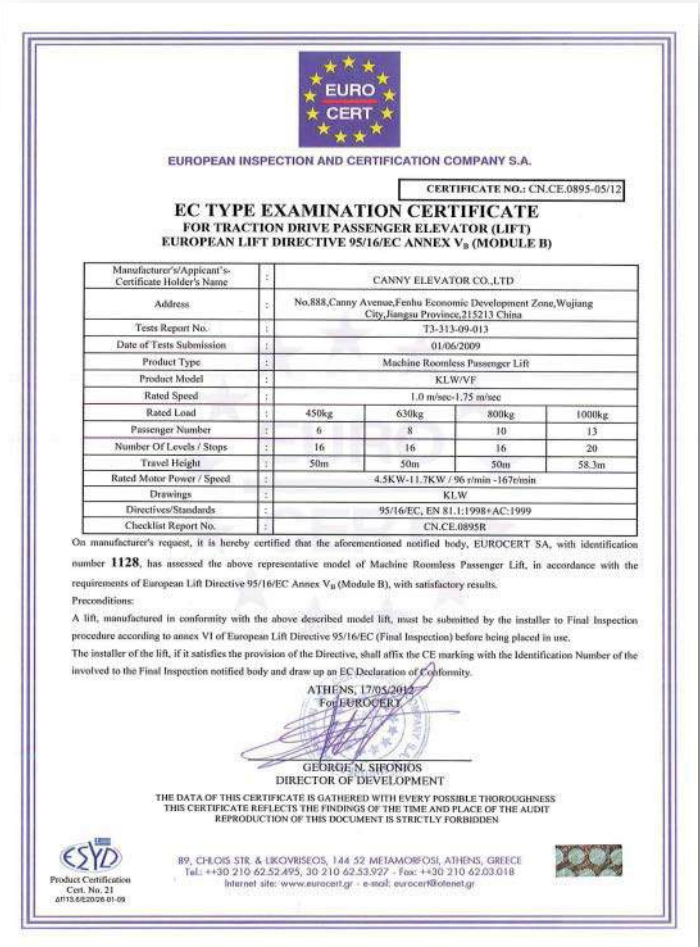 EURO
CERT
EUROPEAN INSPECTION AND CERTIFICATION COMPANY S.A.
CERTIFICATE NO.: CN.CE.0895-05/12
EC TYPE EXAMINATION CERTIFICATE
FOR TRACTION DRIVE PASSENGER ELEVATOR (LIFT)
EUROPEAN LIFT DIRECTIVE 95/16/EC ANNEX VB (MODULE B)
Manufacturer's/Appicant's-
Certificate Holder's Name : CANNY ELEVATOR CO.,LTD
Address : No.888,Canny Avenue,Fenhu Economic Development Zone,Wujiang
City,Jiangsu Province,215213 China
Tests Report No. : T3-313-09-013
Date of Tests Submission : 01/06/2009
Product Type : Machine Roomless Passenger Lift
Product Model : KLW/VF
Rated Speed : 1.0 m/sec-1.75 m/sec
Rated Load : 450kg 630kg 800kg 1000kg
Passenger Number : 6 8 10 13
Number Of Levels / Stops : 16 16 16 20
Travel Height : 50m 50m 50m 58.3m
Rated Motor Power / Speed : 4.5KW-11.7KW / 96 r/min -167r/min
Drawings : KLW
Directives/Standards : 95/16/EC, EN 81.1:1998+AC:1999
Checklist Report No. : CN.CE.0895R
On manufacturer's request, it is hereby certified that the aforementioned notified body, EUROCERT SA, with identification
number 1128, has assessed the above representative model of Machine Roomless Passenger Lift, in accordance with the
requirements of European Lift Directive 95/16/EC Annex VB (Module B), with satisfactory results.
Preconditions:
A lift, manufactured in conformity with the above described model lift, must be submitted by the installer to Final Inspection
procedure according to annex VI of European Lift Directive 95/16/EC (Final Inspection) before being placed in use.
The installer of the lift, if it satisfies the provision of the Directive, shall affix the CE marking with the Identification Number of the
involved to the Final Inspection notified body and draw up an EC Declaration of Conformity.
ATHENS, 17/05/2012
For EUROCERT
GEORGE N. SIFONIOS
DIRECTOR OF DEVELOPMENT
THE DATA OF THIS CERTIFICATE IS GATHERED WITH EVERY POSSIBLE THOROUGHNESS
THIS CERTIFICATE REFLECTS THE FINDINGS OF THE TIME AND PLACE OF THE AUDIT
REPRODUCTION OF THIS DOCUMENT IS STRICTLY FORBIDDEN
ESYD
Product Certification
Cert. No. 21
89, CHLOIS STR. & LIKOVRISEOS, 144 52 METAMORFOSI, ATHENS, GREECE
Tel.: ++30 210 62.52.495, 30 210 62.53.927 - Fax: ++30 210 62.03.018
Internet site: www.eurocert.gr - e-mail: eurocert@otenet.gr